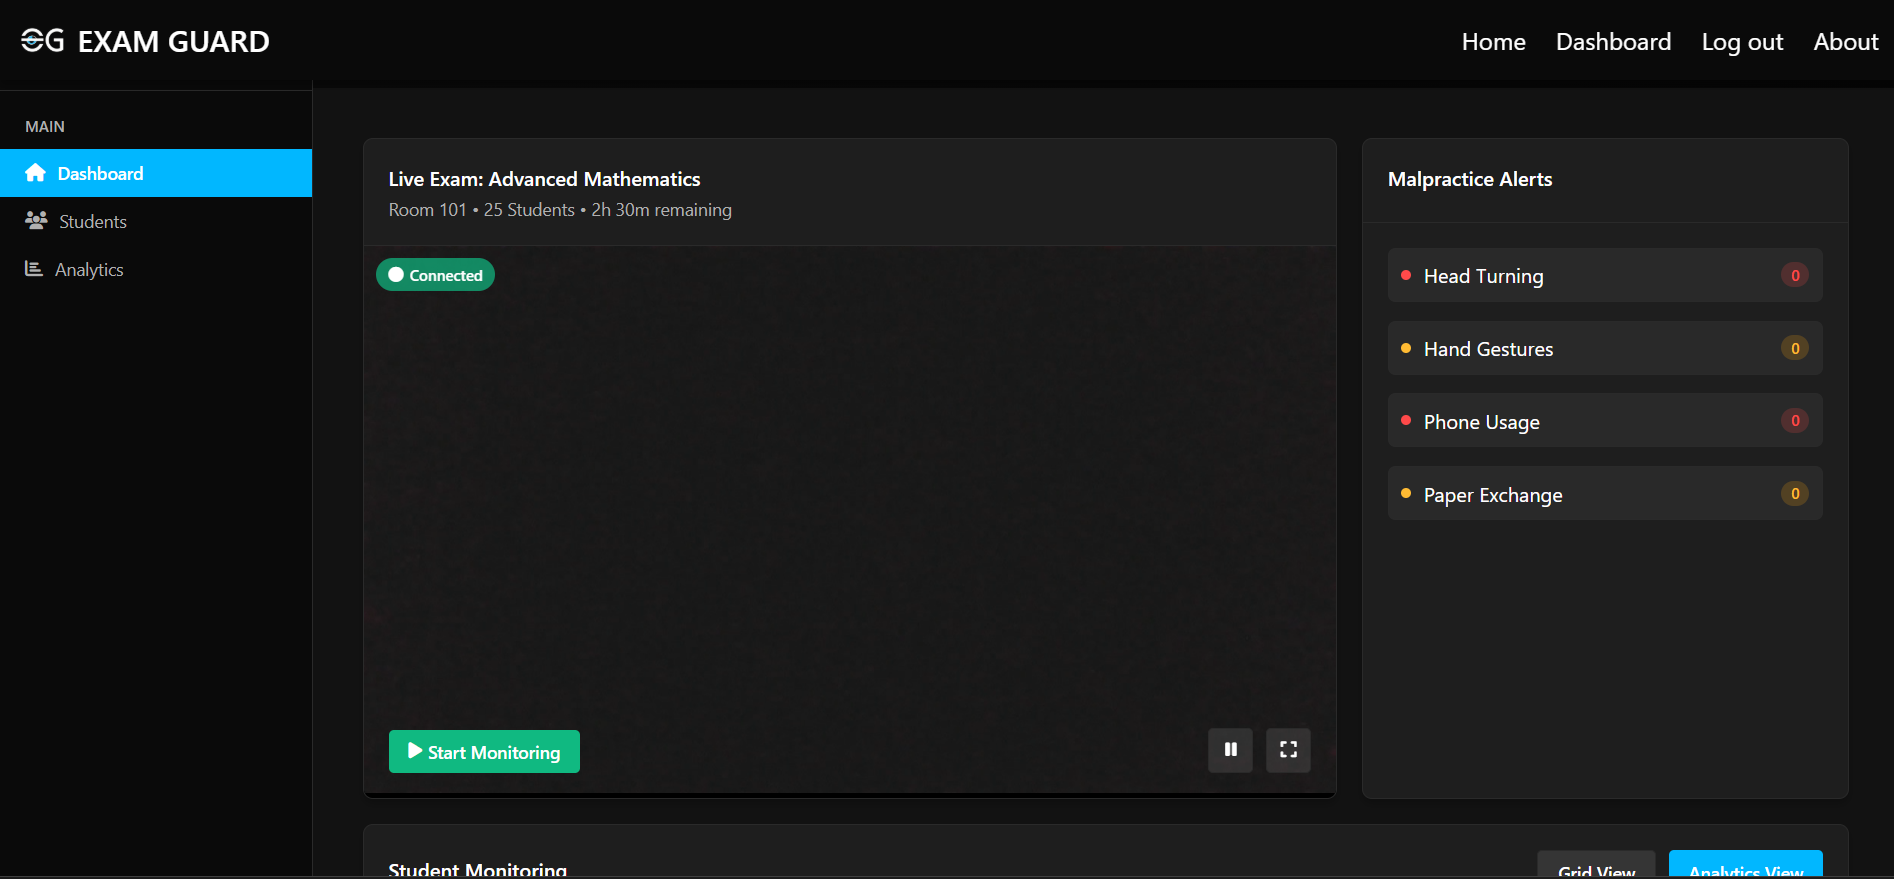 EXAM GUARD
Home Dashboard Log out About
MAIN
Dashboard
Students
Analytics
Live Exam: Advanced Mathematics
Room 101 • 25 Students • 2h 30m remaining
Connected
Start Monitoring
Malpractice Alerts
Head Turning 0
Hand Gestures 0
Phone Usage 0
Paper Exchange 0
Student Monitoring
Grid View Analytics View